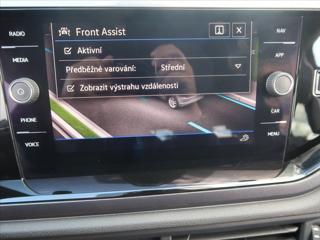 RADIO
MEDIA
PHONE
VOICE
Front Assist
i
X
Aktivní
Předběžné varování: Střední
Zobrazit výstrahu vzdálenosti
NAV
APP
CAR
MENU